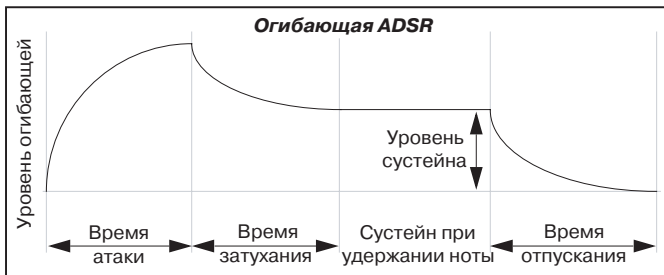 Огибающая ADSR
Уровень огибающей
Уровень
сустейна
Время
атаки
Время
затухания
Сустейн при
удержании ноты
Время
отпускания